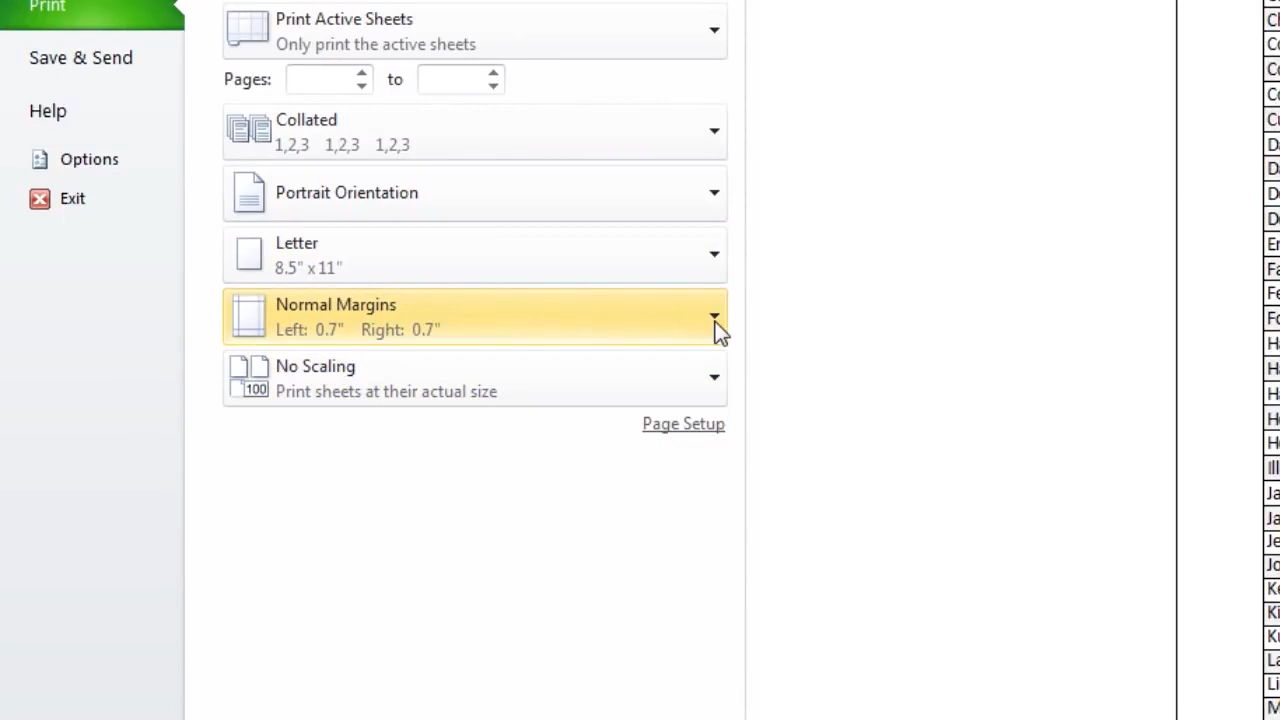 Print
Print Active Sheets
Only print the active sheets
Save & Send
Pages: to
Help
Collated
1,2,3 1,2,3 1,2,3
Options
Portrait Orientation
Exit
Letter
8.5" x 11"
Normal Margins
Left: 0.7" Right: 0.7"
No Scaling
100
Print sheets at their actual size
Page Setup